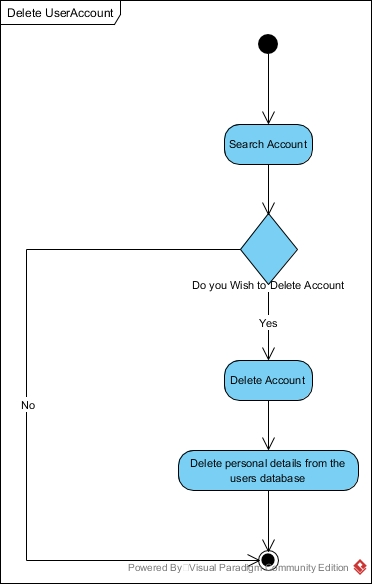 Delete UserAccount
Search Account
Do you Wish to Delete Account
Yes
Delete Account
No
Delete personal details from the
users database
Powered By Visual Paradigm Community Edition